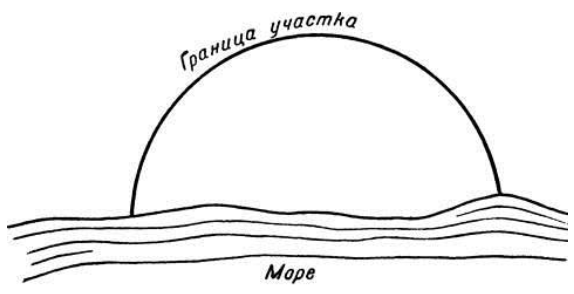 Граница участка
Море